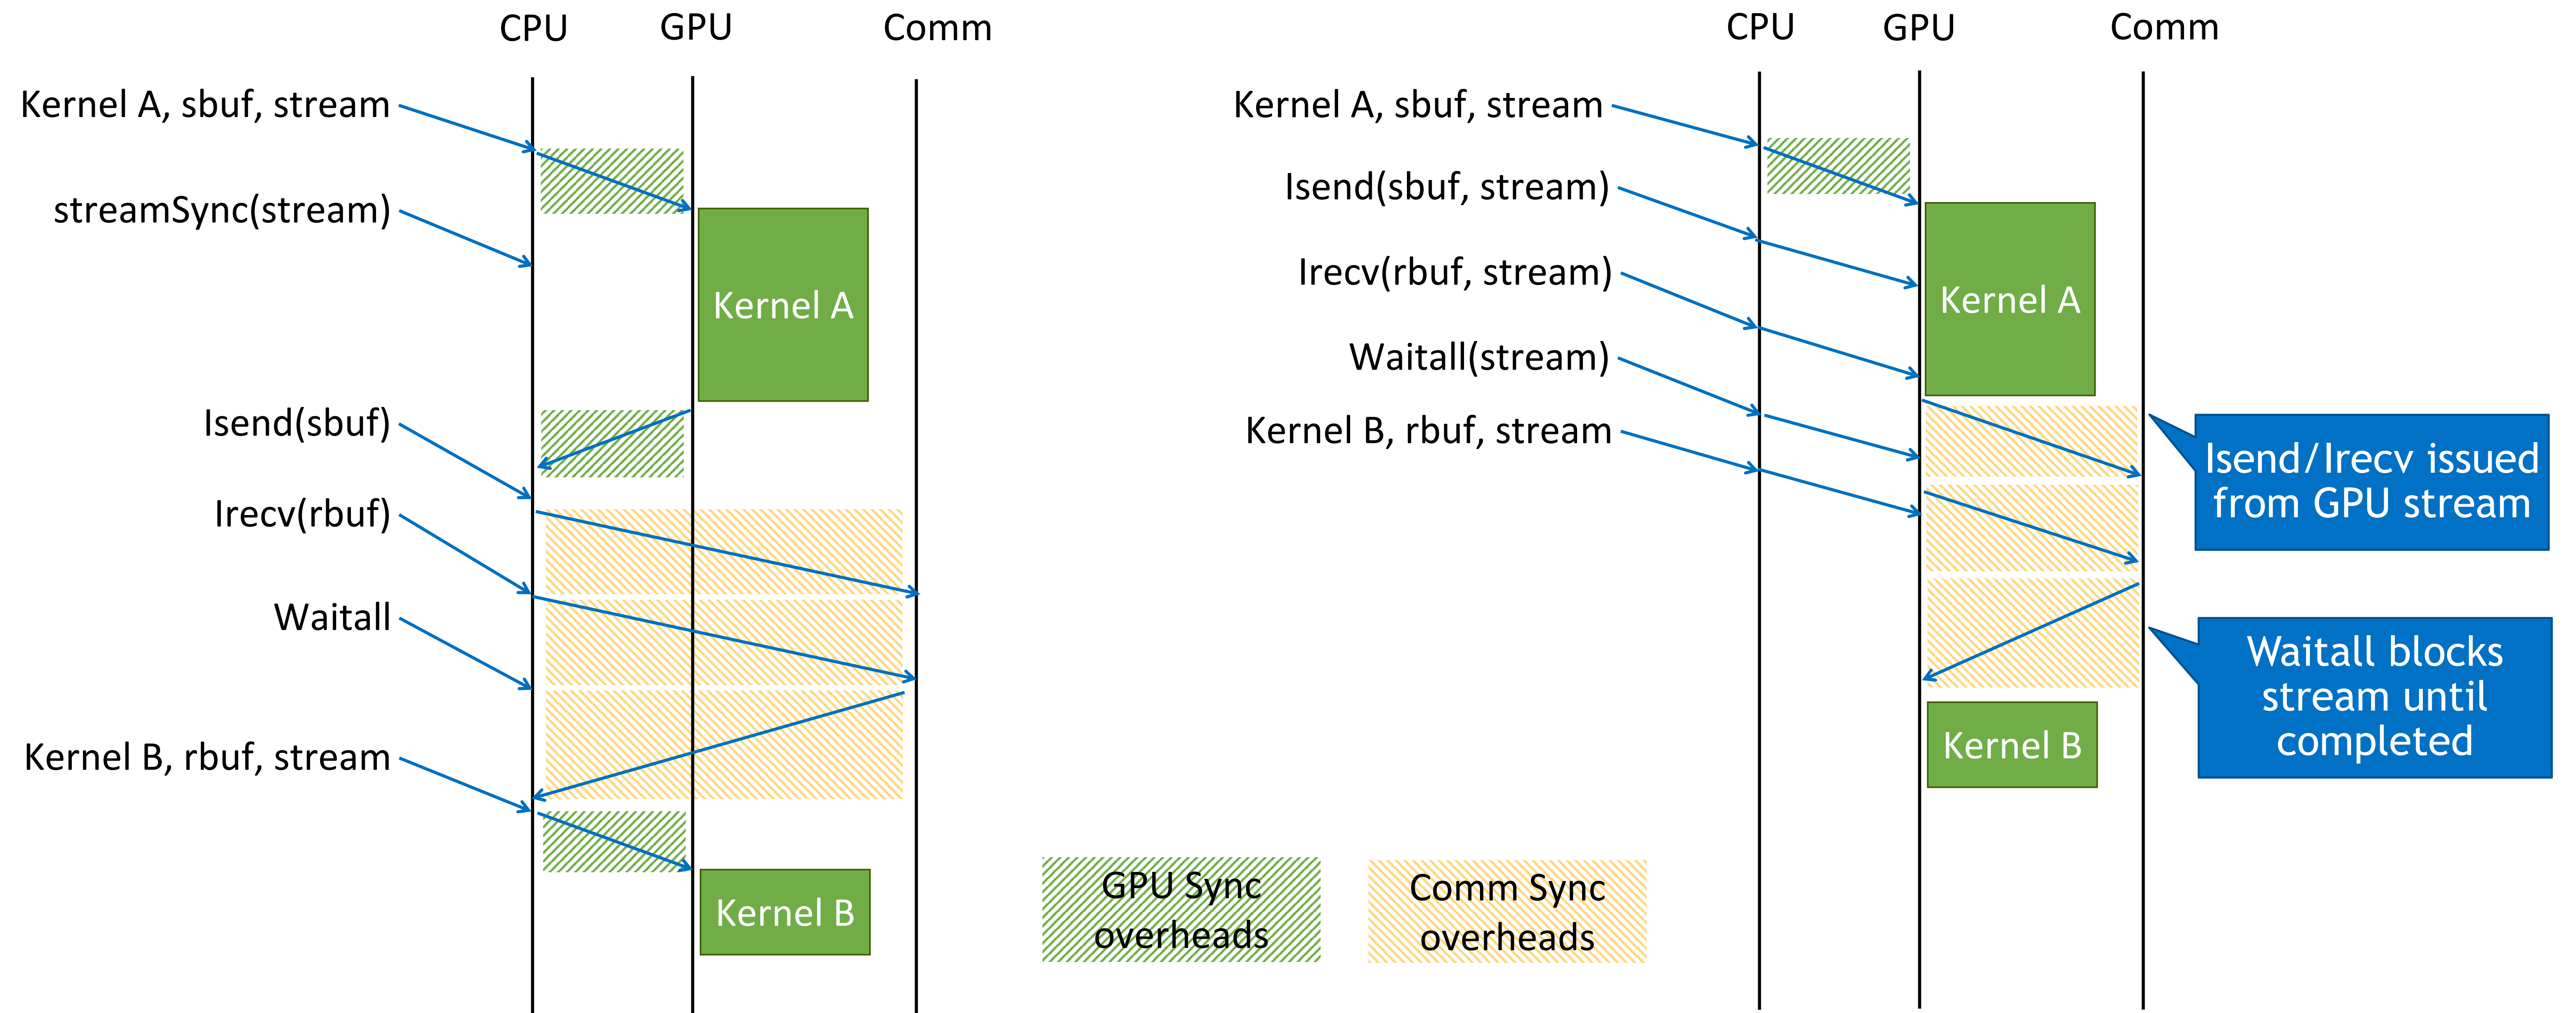 CPU
GPU
Comm
Kernel A, sbuf, stream
streamSync(stream)
Kernel A
Isend(sbuf)
Irecv(rbuf)
Waitall
Kernel B, rbuf, stream
Kernel B
CPU
GPU
Comm
Kernel A, sbuf, stream
Isend(sbuf, stream)
Irecv(rbuf, stream)
Waitall(stream)
Kernel B, rbuf, stream
Kernel A
Isend/Irecv issued
from GPU stream
Waitall blocks
stream until
completed
Kernel B
GPU Sync
overheads
Comm Sync
overheads